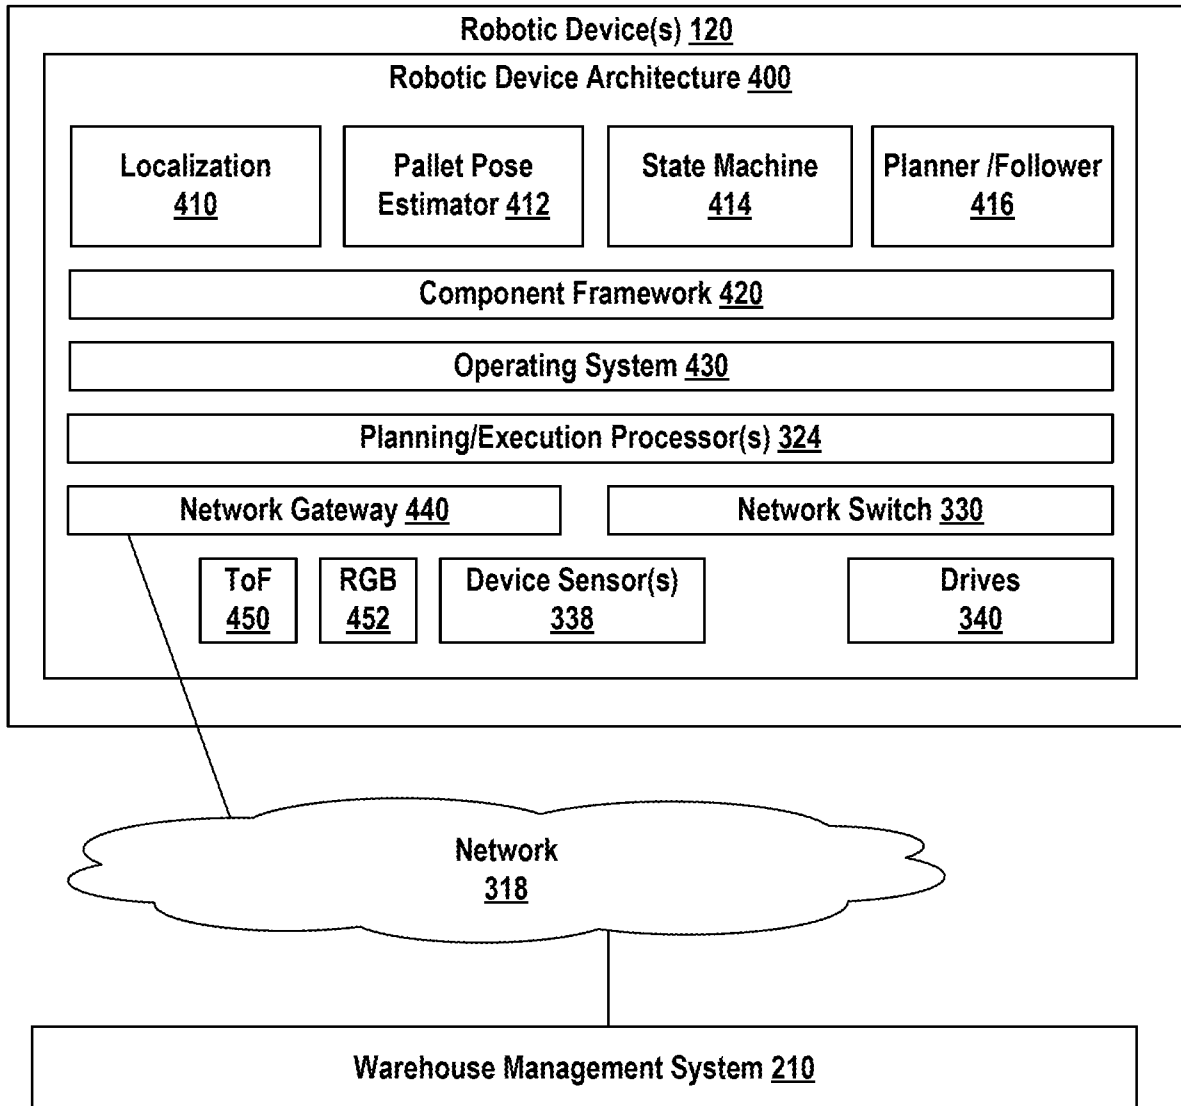 Robotic Device(s) 120
Robotic Device Architecture 400
Localization
410
Pallet Pose
Estimator 412
State Machine
414
Planner /Follower
416
Component Framework 420
Operating System 430
Planning/Execution Processor(s) 324
Network Gateway 440
Network Switch 330
ToF
450
RGB
452
Device Sensor(s)
338
Drives
340
Network
318
Warehouse Management System 210